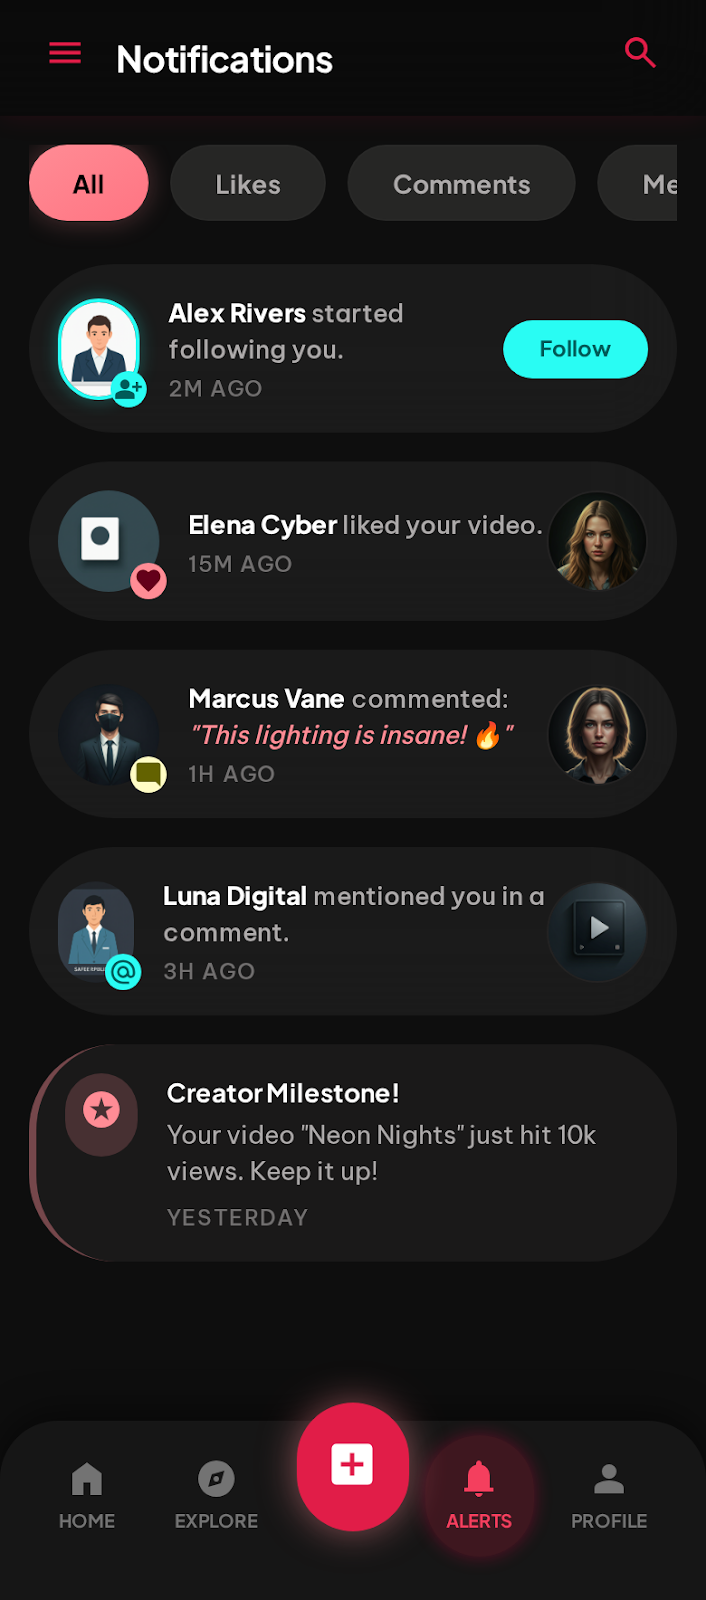 Notifications
All
Likes
Comments
Me
Alex Rivers started
following you.
2M AGO
Follow
Elena Cyber liked your video.
15M AGO
Marcus Vane commented:
"This lighting is insane! 🔥"
1H AGO
Luna Digital mentioned you in a
comment.
3H AGO
Creator Milestone!
Your video "Neon Nights" just hit 10k
views. Keep it up!
YESTERDAY
HOME
EXPLORE
ALERTS
PROFILE